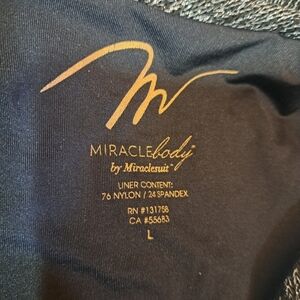 MIRACLEbody
by Miraclesuit
LINER CONTENT:
76 NYLON / 24 SPANDEX
RN #131758
CA #55683
L